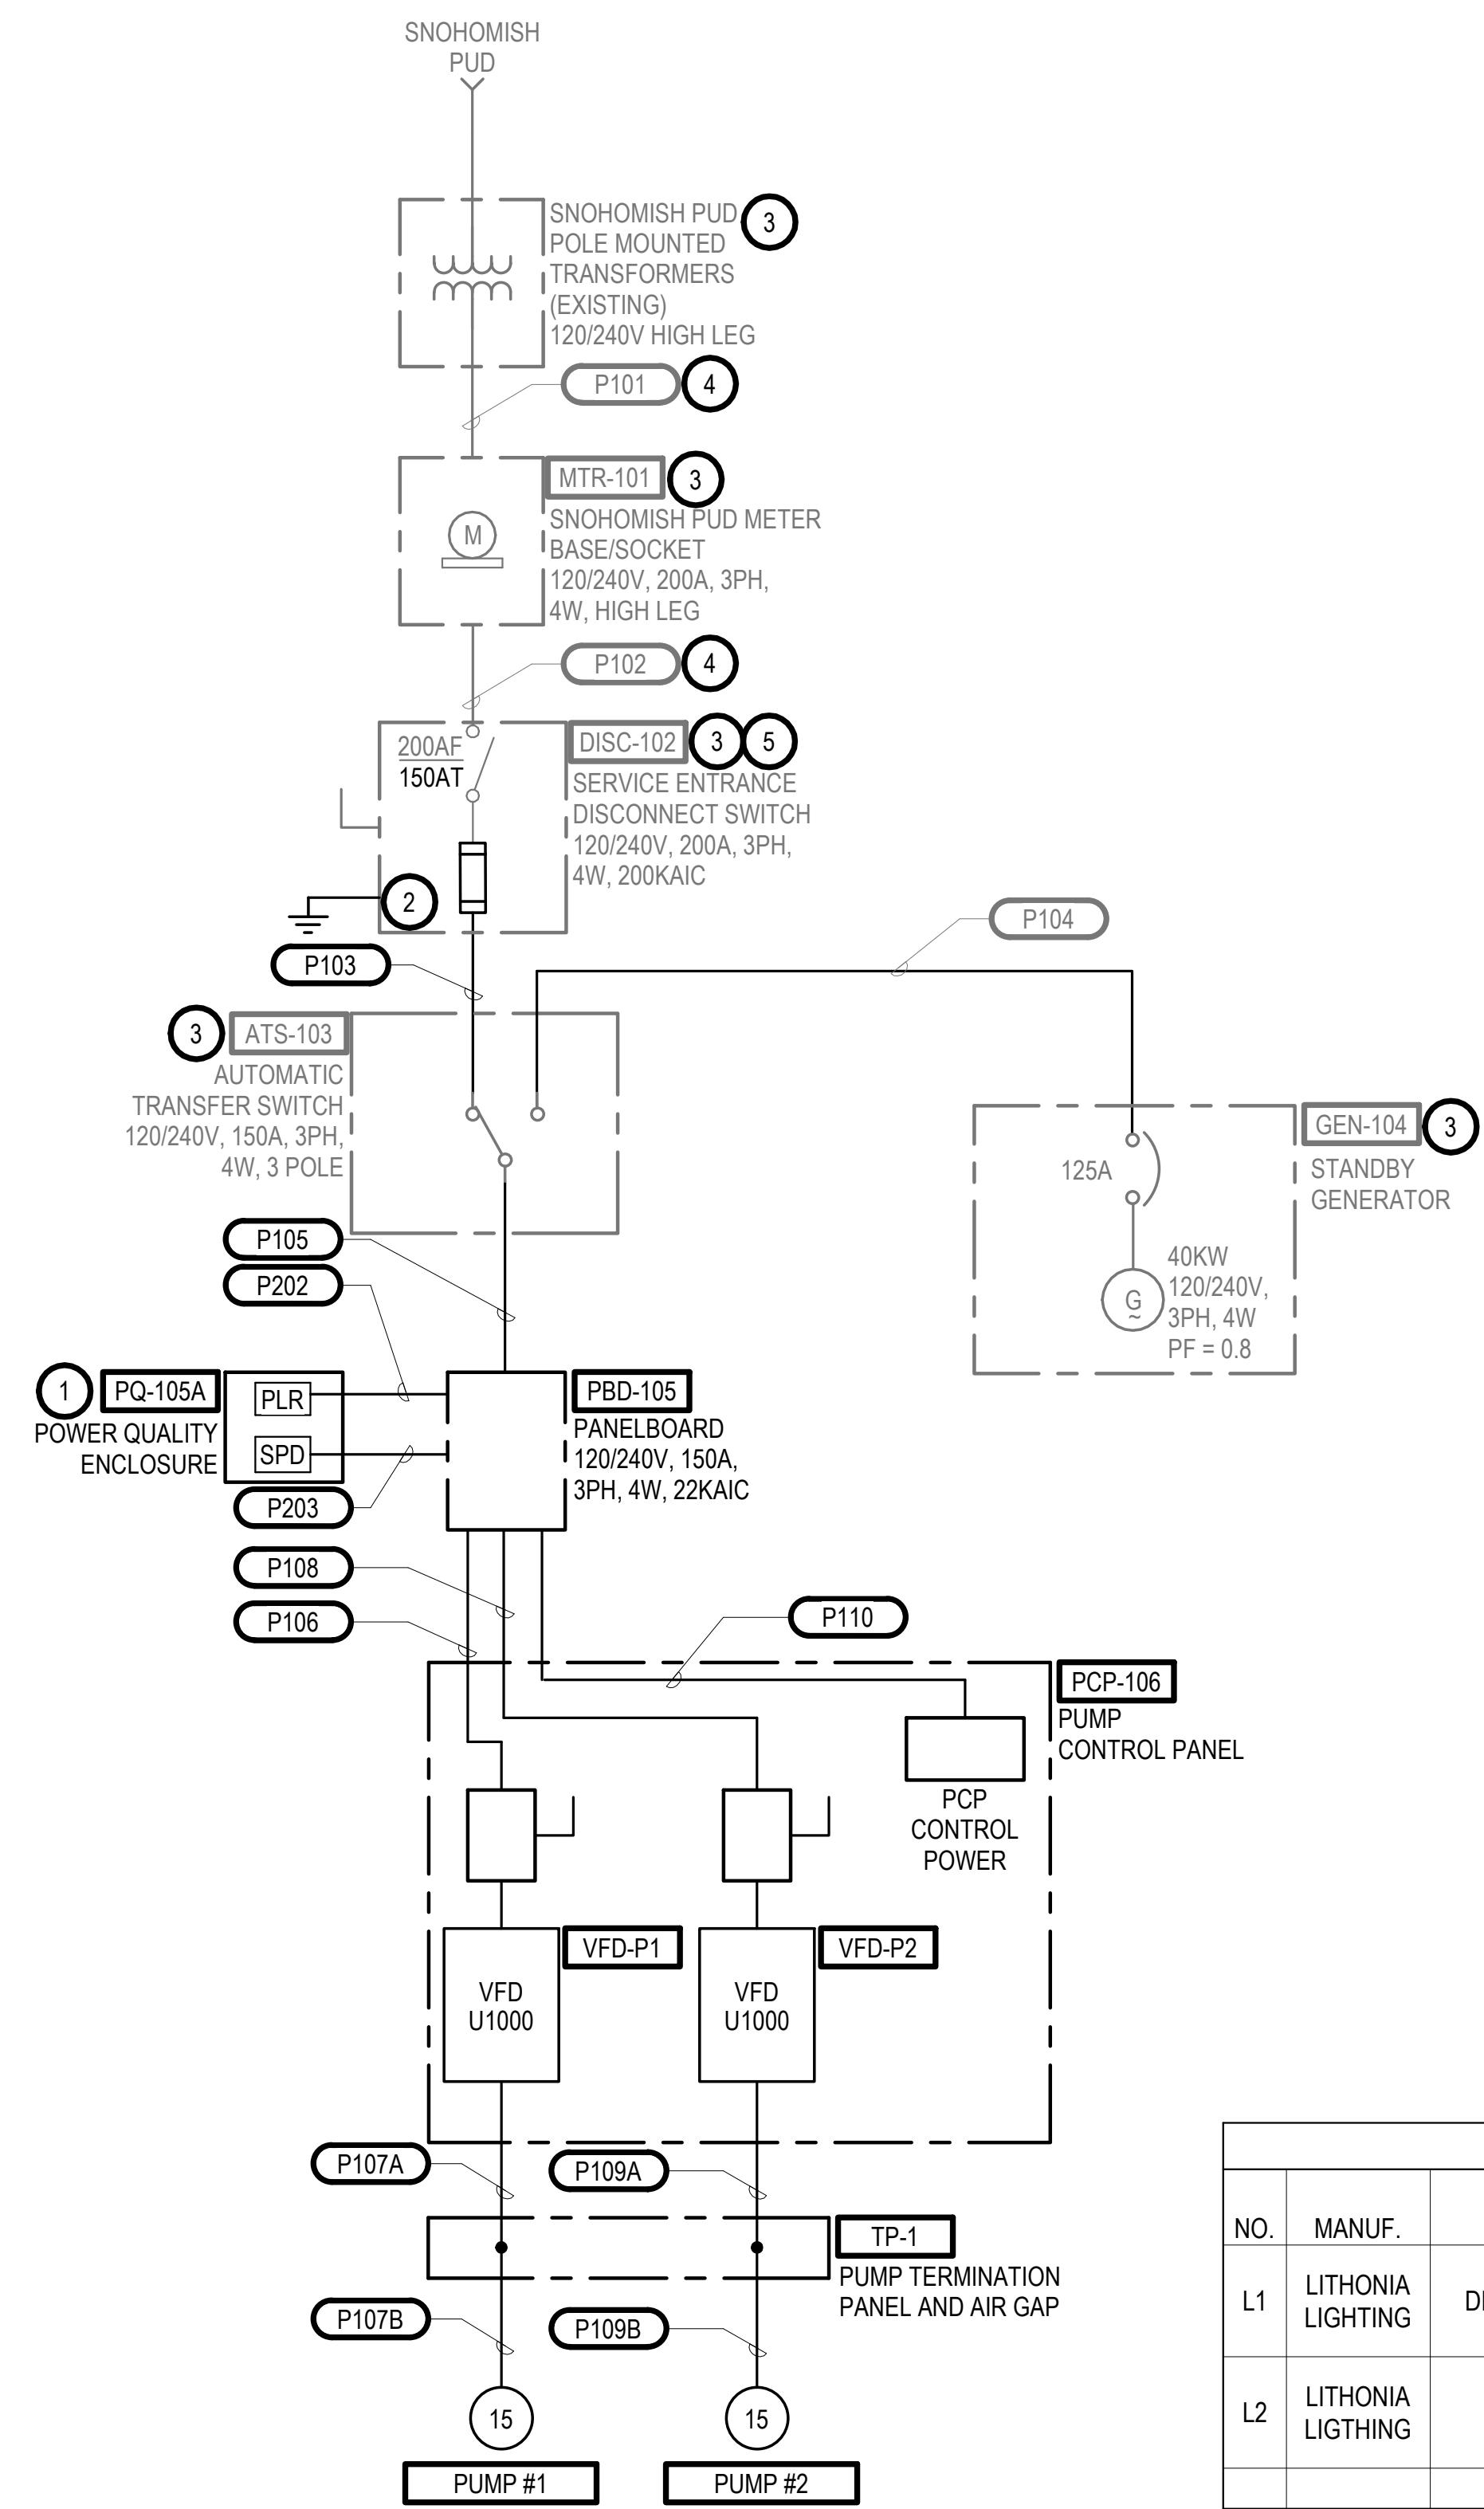 SNOHOMISH
PUD
SNOHOMISH PUD
POLE MOUNTED
TRANSFORMERS
(EXISTING)
120/240V HIGH LEG
3
P101
4
MTR-101
3
M
SNOHOMISH PUD METER
BASE/SOCKET
120/240V, 200A, 3PH,
4W, HIGH LEG
P102
4
200AF
150AT
DISC-102
3
5
SERVICE ENTRANCE
DISCONNECT SWITCH
120/240V, 200A, 3PH,
4W, 200KAIC
2
P103
P104
3
ATS-103
AUTOMATIC
TRANSFER SWITCH
120/240V, 150A, 3PH,
4W, 3 POLE
GEN-104
3
STANDBY
GENERATOR
125A
G
~
40KW
120/240V,
3PH, 4W
PF = 0.8
P105
P202
1
PQ-105A
POWER QUALITY
ENCLOSURE
PLR
SPD
PBD-105
PANELBOARD
120/240V, 150A,
3PH, 4W, 22KAIC
P203
P108
P106
P110
PCP-106
PUMP
CONTROL PANEL
PCP
CONTROL
POWER
VFD-P1
VFD-P2
VFD
U1000
VFD
U1000
P107A
P109A
TP-1
PUMP TERMINATION
PANEL AND AIR GAP
P107B
P109B
15
15
PUMP #1
PUMP #2
NO. MANUF.
L1
LITHONIA
LIGHTING
L2
LITHONIA
LIGTHING